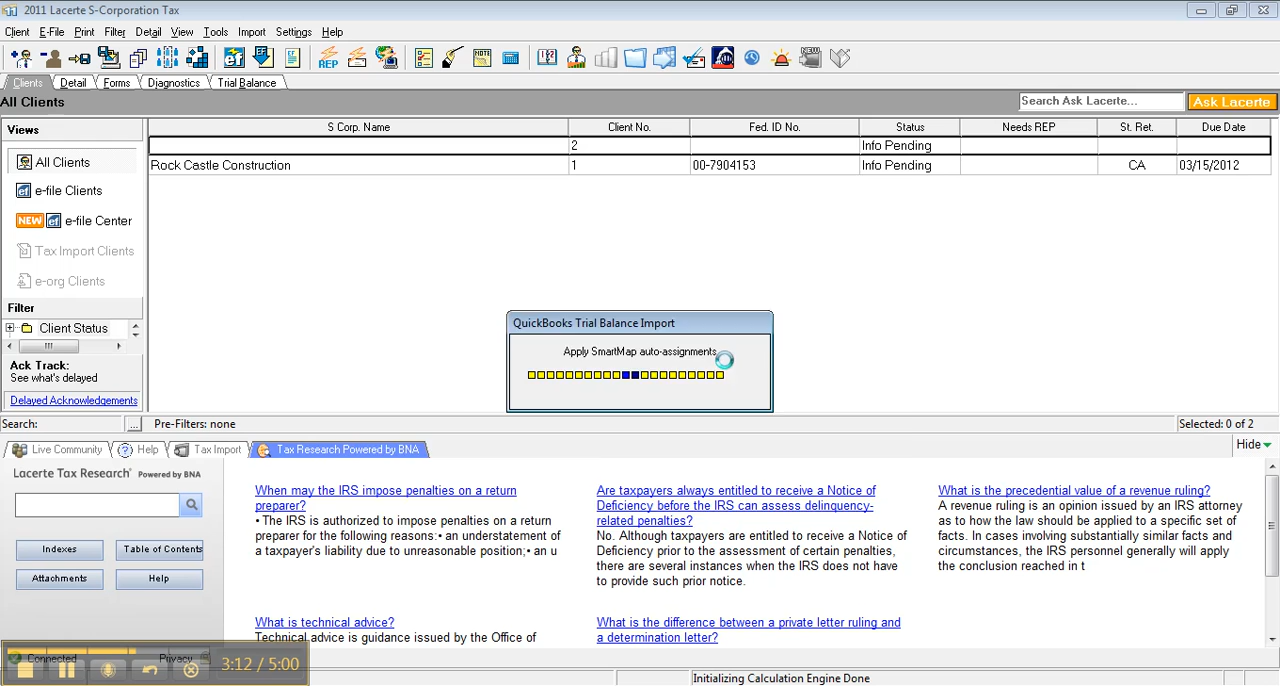 2011 Lacerte S-Corporation Tax
Client E-File Print Filter Detail View Tools Import Settings Help
REP NEW
Clients Detail Forms Diagnostics Trial Balance
All Clients
Search Ask Lacerte... Ask Lacerte
Views
S Corp. Name Client No. Fed. ID No. Status Needs REP St. Ret. Due Date
2 Info Pending
Rock Castle Construction 1 00-7904153 Info Pending CA 03/15/2012
All Clients
e-file Clients
NEW e-file Center
Tax Import Clients
e-org Clients
Filter
Client Status
Ack Track:
See what's delayed
Delayed Acknowledgements
QuickBooks Trial Balance Import
Apply SmartMap auto-assignments
Search: ... Pre-Filters: none Selected: 0 of 2
Live Community Help Tax Import Tax Research Powered by BNA Hide
Lacerte Tax Research Powered by BNA
Indexes Table of Contents
Attachments Help
When may the IRS impose penalties on a return
preparer?
• The IRS is authorized to impose penalties on a return
preparer for the following reasons:• an understatement of
a taxpayer's liability due to unreasonable position;• an u
Are taxpayers always entitled to receive a Notice of
Deficiency before the IRS can assess delinquency-
related penalties?
No. Although taxpayers are entitled to receive a Notice of
Deficiency prior to the assessment of certain penalties,
there are several instances when the IRS does not have
to provide such prior notice.
What is the precedential value of a revenue ruling?
A revenue ruling is an opinion issued by an IRS attorney
as to how the law should be applied to a specific set of
facts. In cases involving substantially similar facts and
circumstances, the IRS personnel generally will apply
the conclusion reached in t
What is technical advice?
Technical advice is guidance issued by the Office of
What is the difference between a private letter ruling and
a determination letter?
Connected Privacy
3:12 / 5:00
Initializing Calculation Engine Done